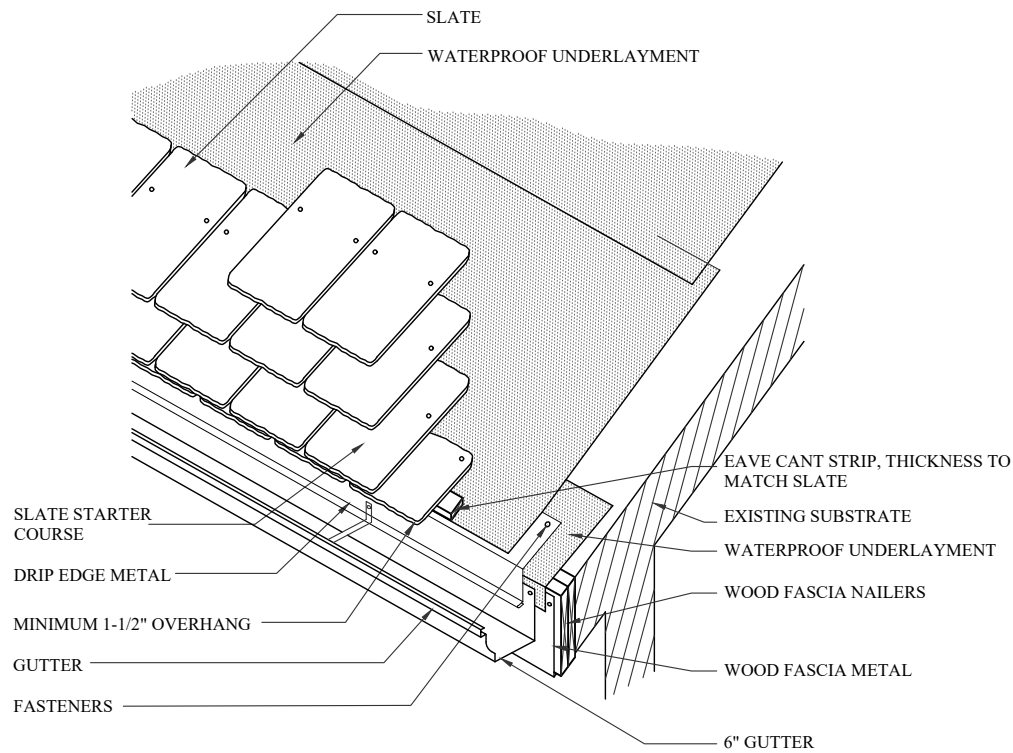 SLATE
WATERPROOF UNDERLAYMENT
EAVE CANT STRIP, THICKNESS TO
MATCH SLATE
EXISTING SUBSTRATE
WATERPROOF UNDERLAYMENT
WOOD FASCIA NAILERS
WOOD FASCIA METAL
6" GUTTER
SLATE STARTER
COURSE
DRIP EDGE METAL
MINIMUM 1-1/2" OVERHANG
GUTTER
FASTENERS